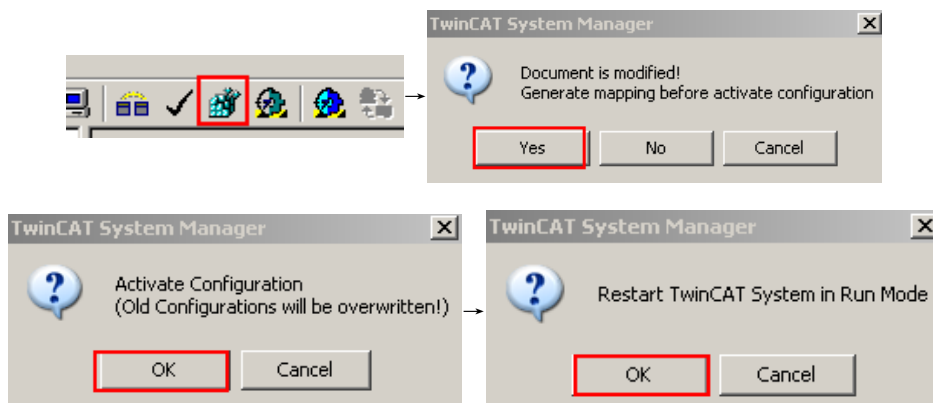 TwinCAT System Manager
Document is modified!
Generate mapping before activate configuration
Yes
No
Cancel
TwinCAT System Manager
Activate Configuration
(Old Configurations will be overwritten!)
OK
Cancel
TwinCAT System Manager
Restart TwinCAT System in Run Mode
OK
Cancel